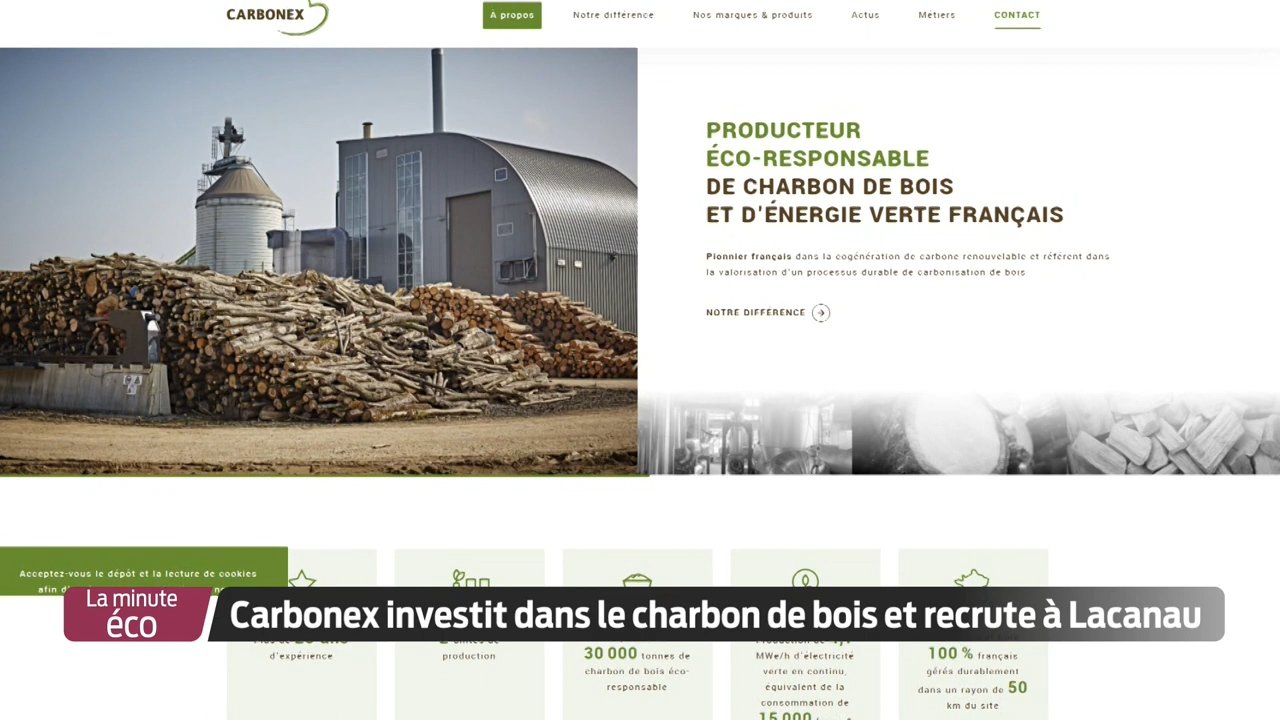 CARBONEX
À propos
Notre différence
Nos marques & produits
Actus
Métiers
CONTACT
PRODUCTEUR
ÉCO-RESPONSABLE
DE CHARBON DE BOIS
ET D'ÉNERGIE VERTE FRANÇAIS
Pionnier français dans la cogénération de carbone renouvelable et référent dans
la valorisation d'un processus durable de carbonisation de bois
NOTRE DIFFÉRENCE
Acceptez-vous le dépôt et la lecture de cookies
afin
La minute
éco
Carbonex investit dans le charbon de bois et recrute à Lacanau
d'expérience
production
30 000 tonnes de
charbon de bois éco-
responsable
MWe/h d'électricité
verte en continu,
équivalent de la
consommation de
15 000
100 % français
gérés durablement
dans un rayon de 50
km du site